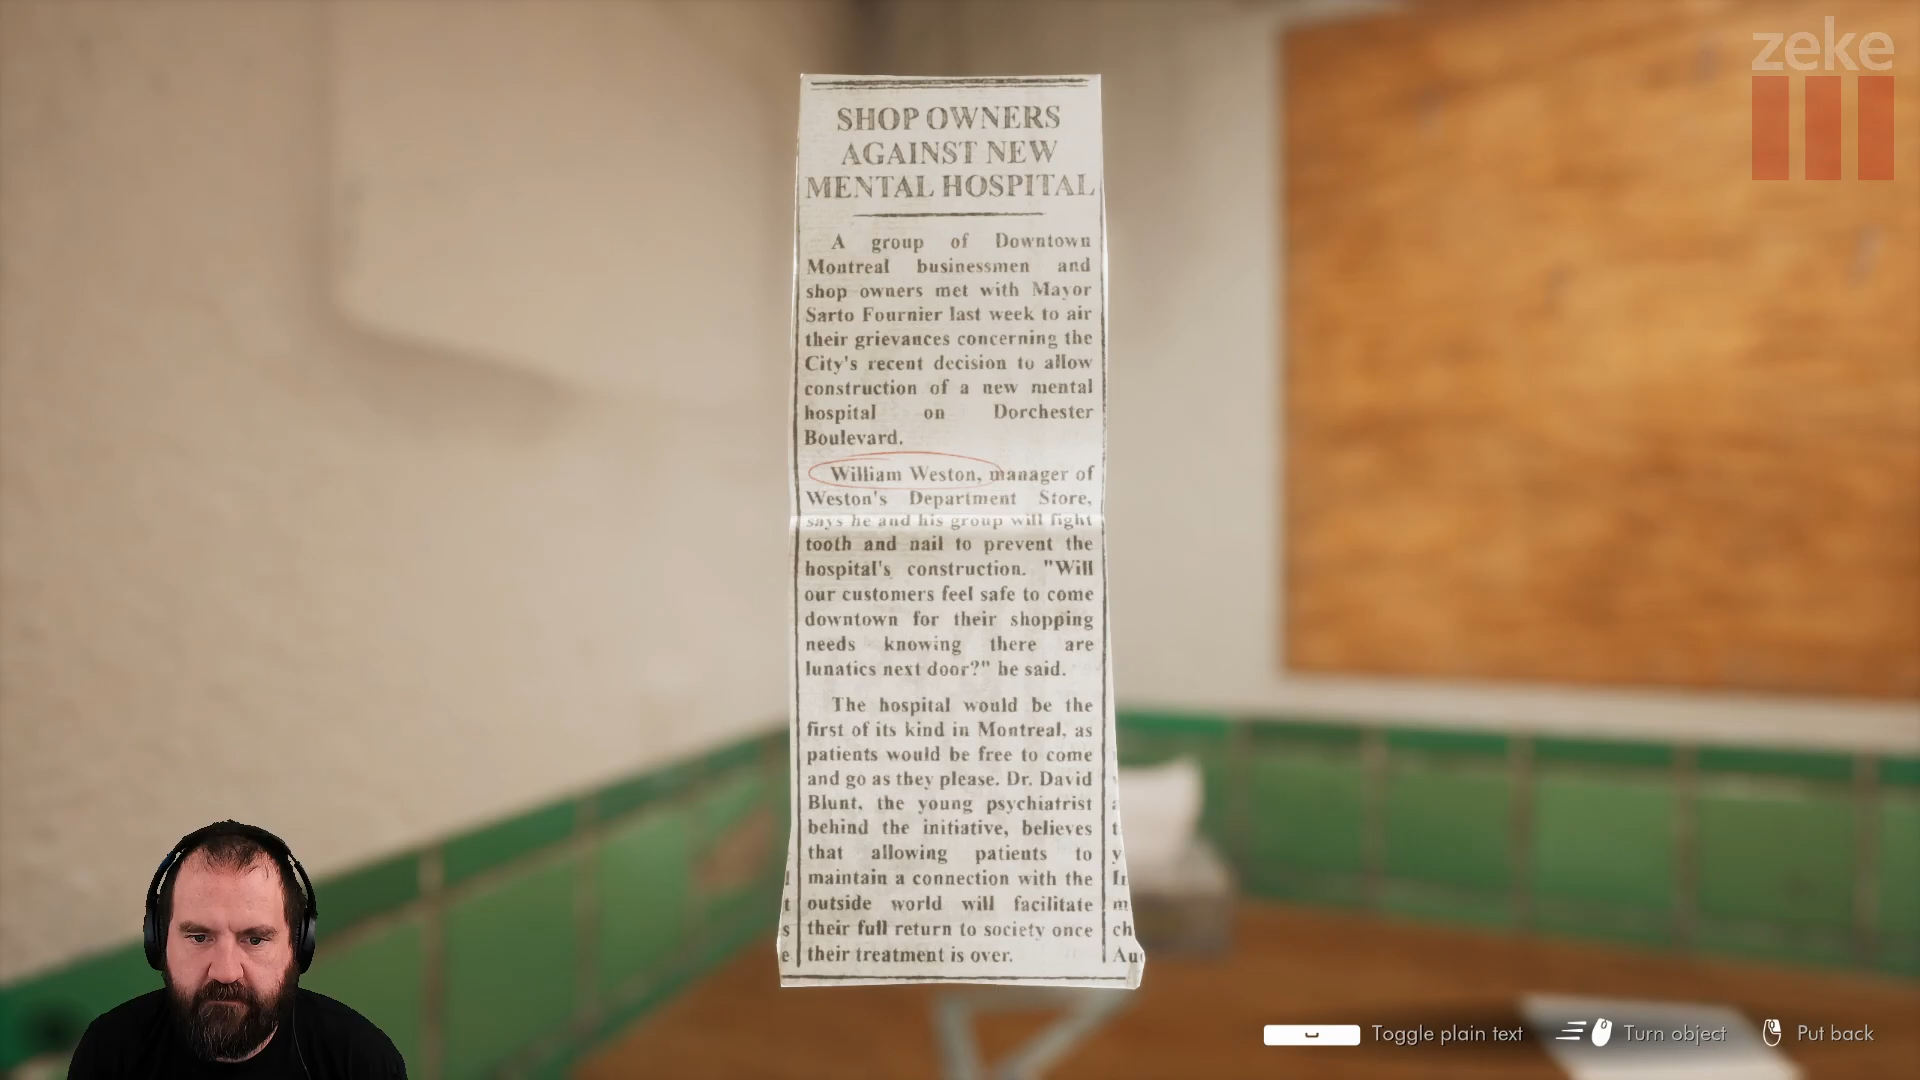 zeke
SHOP OWNERS
AGAINST NEW
MENTAL HOSPITAL
A group of Downtown
Montreal businessmen and
shop owners met with Mayor
Sarto Fournier last week to air
their grievances concerning the
City's recent decision to allow
construction of a new mental
hospital on Dorchester
Boulevard.
William Weston, manager of
Weston's Department Store,
says he and his group will fight
tooth and nail to prevent the
hospital's construction. "Will
our customers feel safe to come
downtown for their shopping
needs knowing there are
lunatics next door?" he said.
The hospital would be the
first of its kind in Montreal, as
patients would be free to come
and go as they please. Dr. David
Blunt, the young psychiatrist
behind the initiative, believes
that allowing patients to
maintain a connection with the
outside world will facilitate
their full return to society once
their treatment is over.
Toggle plain text
Turn object
Put back